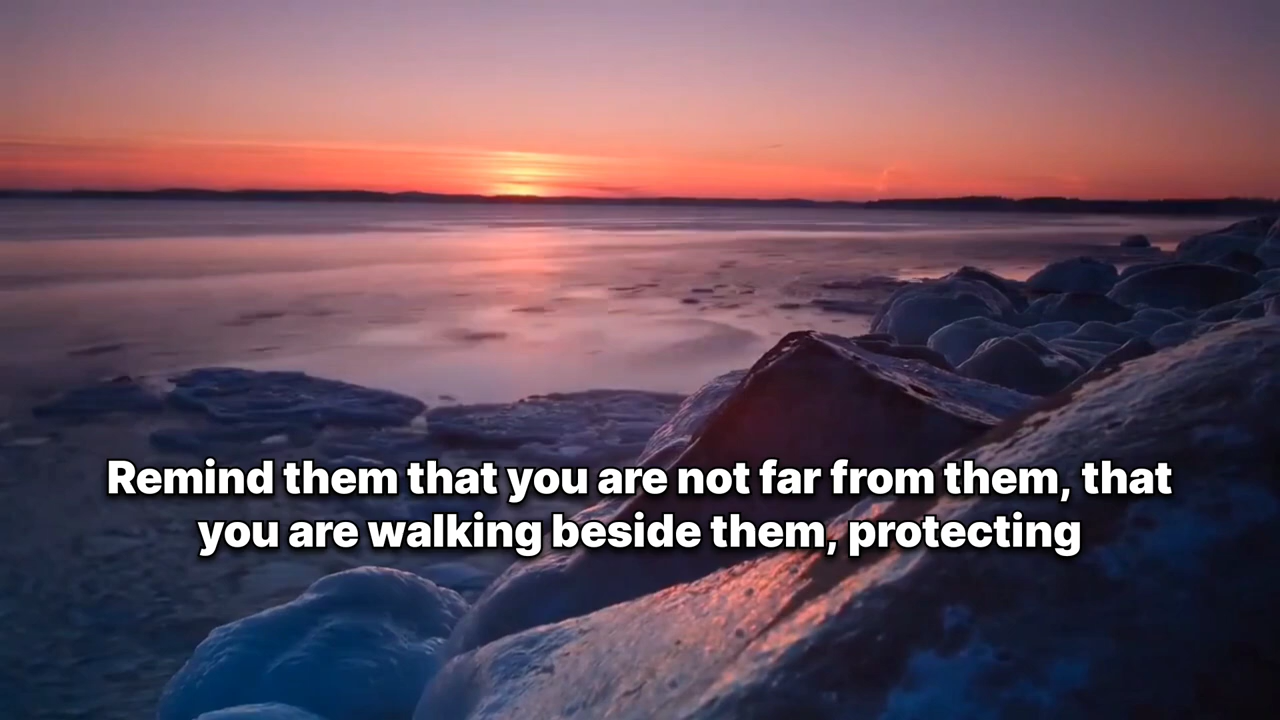 Remind them that you are not far from them, that
you are walking beside them, protecting